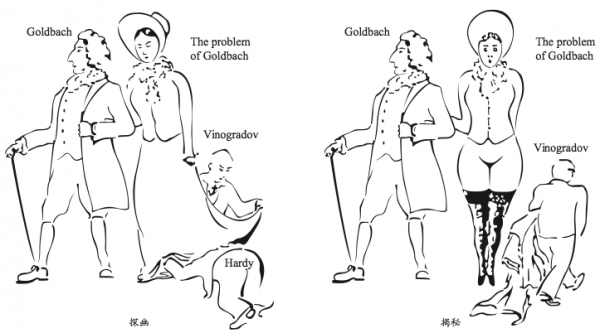 Goldbach
The problem
of Goldbach
Vinogradov
Hardy
探幽
Goldbach
The problem
of Goldbach
Vinogradov
揭秘